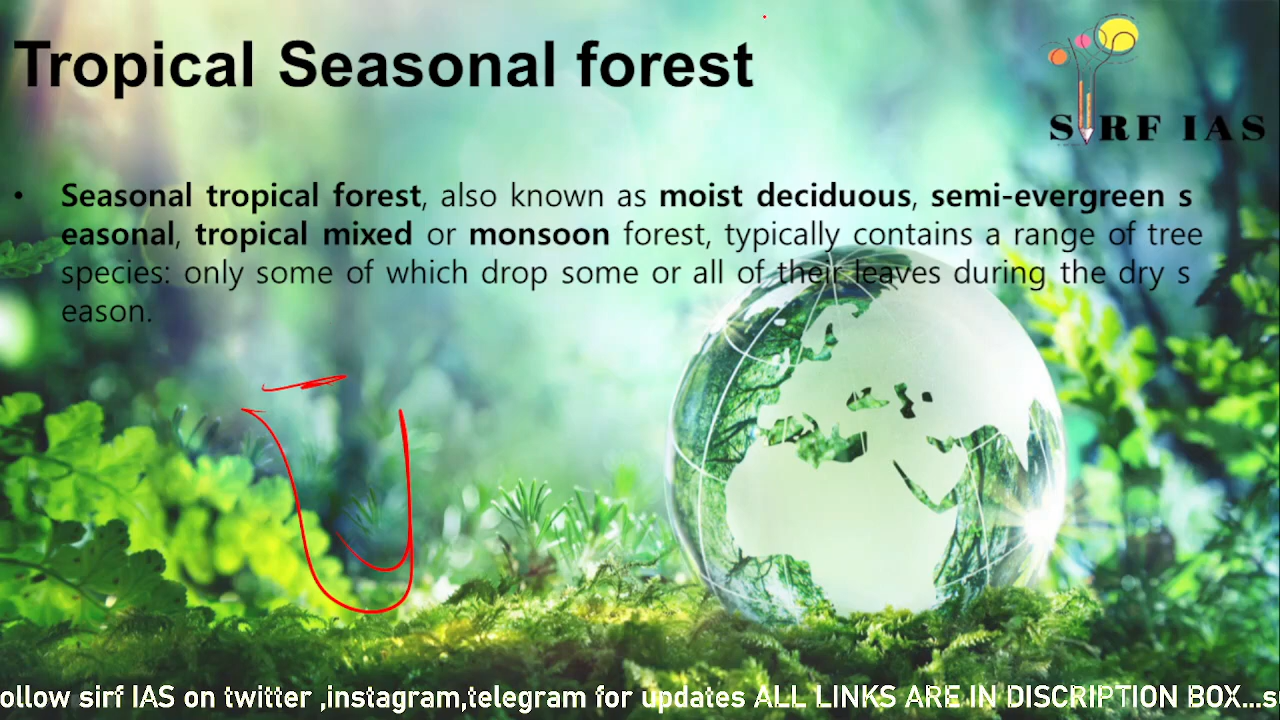 Tropical Seasonal forest
SIRF IAS
• Seasonal tropical forest, also known as moist deciduous, semi-evergreen s
easonal, tropical mixed or monsoon forest, typically contains a range of tree
species: only some of which drop some or all of their leaves during the dry s
eason.
ollow sirf IAS on twitter ,instagram,telegram for updates ALL LINKS ARE IN DISCRIPTION BOX...s